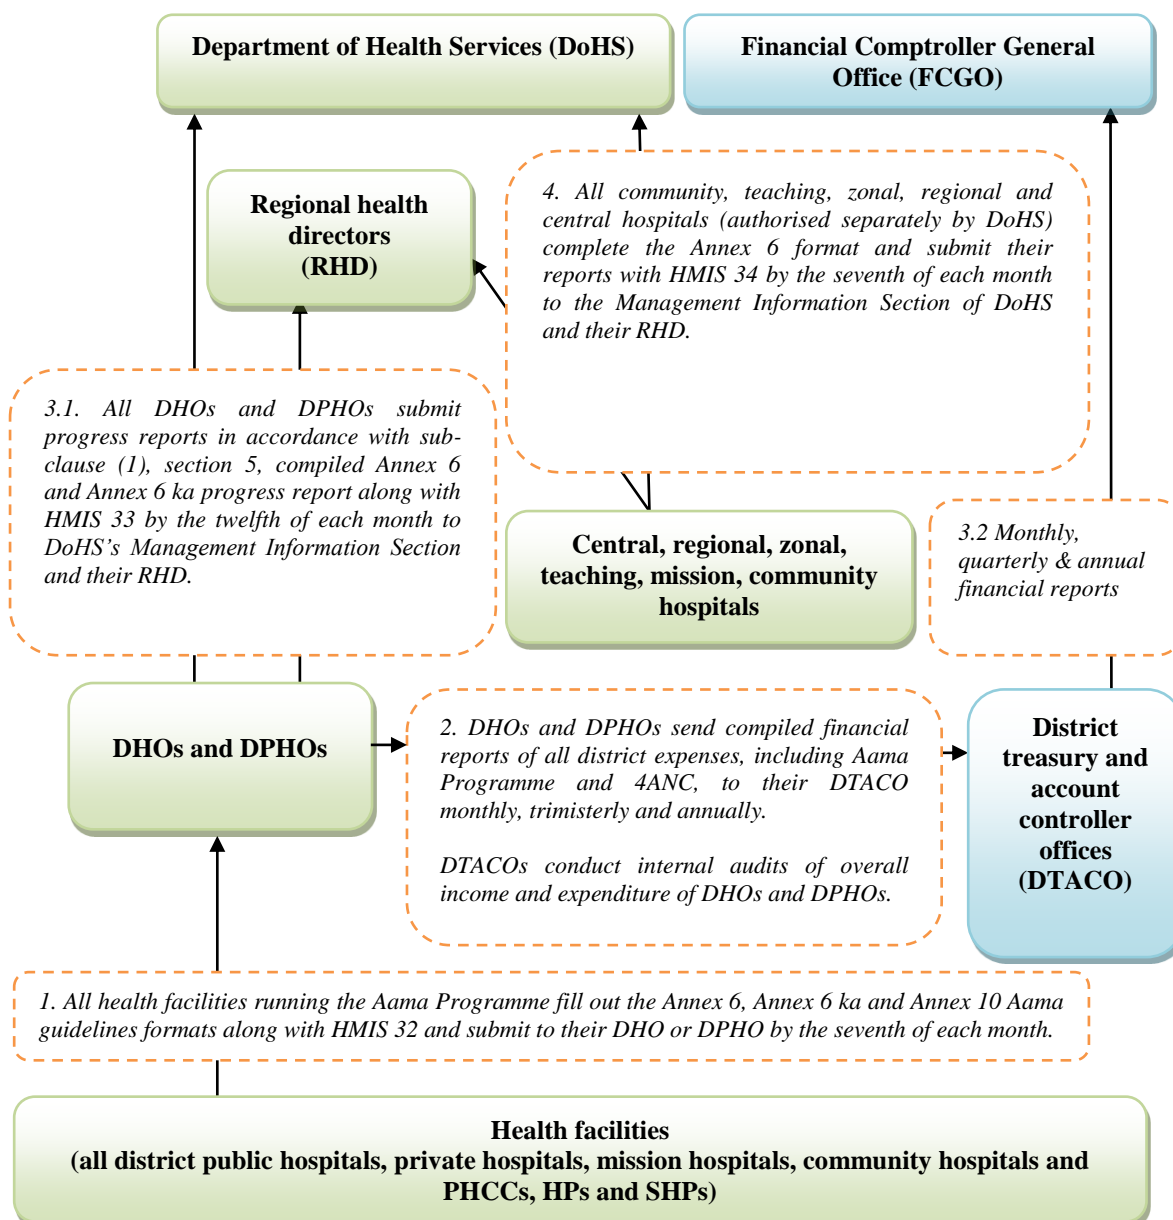 Department of Health Services (DoHS)
Financial Comptroller General
Office (FCGO)
Regional health
directors
(RHD)
4. All community, teaching, zonal, regional and
central hospitals (authorised separately by DoHS)
complete the Annex 6 format and submit their
reports with HMIS 34 by the seventh of each month
to the Management Information Section of DoHS
and their RHD.
3.1. All DHOs and DPHOs submit
progress reports in accordance with sub-
clause (1), section 5, compiled Annex 6
and Annex 6 ka progress report along with
HMIS 33 by the twelfth of each month to
DoHS's Management Information Section
and their RHD.
Central, regional, zonal,
teaching, mission, community
hospitals
3.2 Monthly,
quarterly & annual
financial reports
DHOs and DPHOs
2. DHOs and DPHOs send compiled financial
reports of all district expenses, including Aama
Programme and 4ANC, to their DTACO
monthly, trimisterly and annually.
DTACOs conduct internal audits of overall
income and expenditure of DHOs and DPHOs.
District
treasury and
account
controller
offices
(DTACO)
1. All health facilities running the Aama Programme fill out the Annex 6, Annex 6 ka and Annex 10 Aama
guidelines formats along with HMIS 32 and submit to their DHO or DPHO by the seventh of each month.
Health facilities
(all district public hospitals, private hospitals, mission hospitals, community hospitals and
PHCCs, HPs and SHPs)